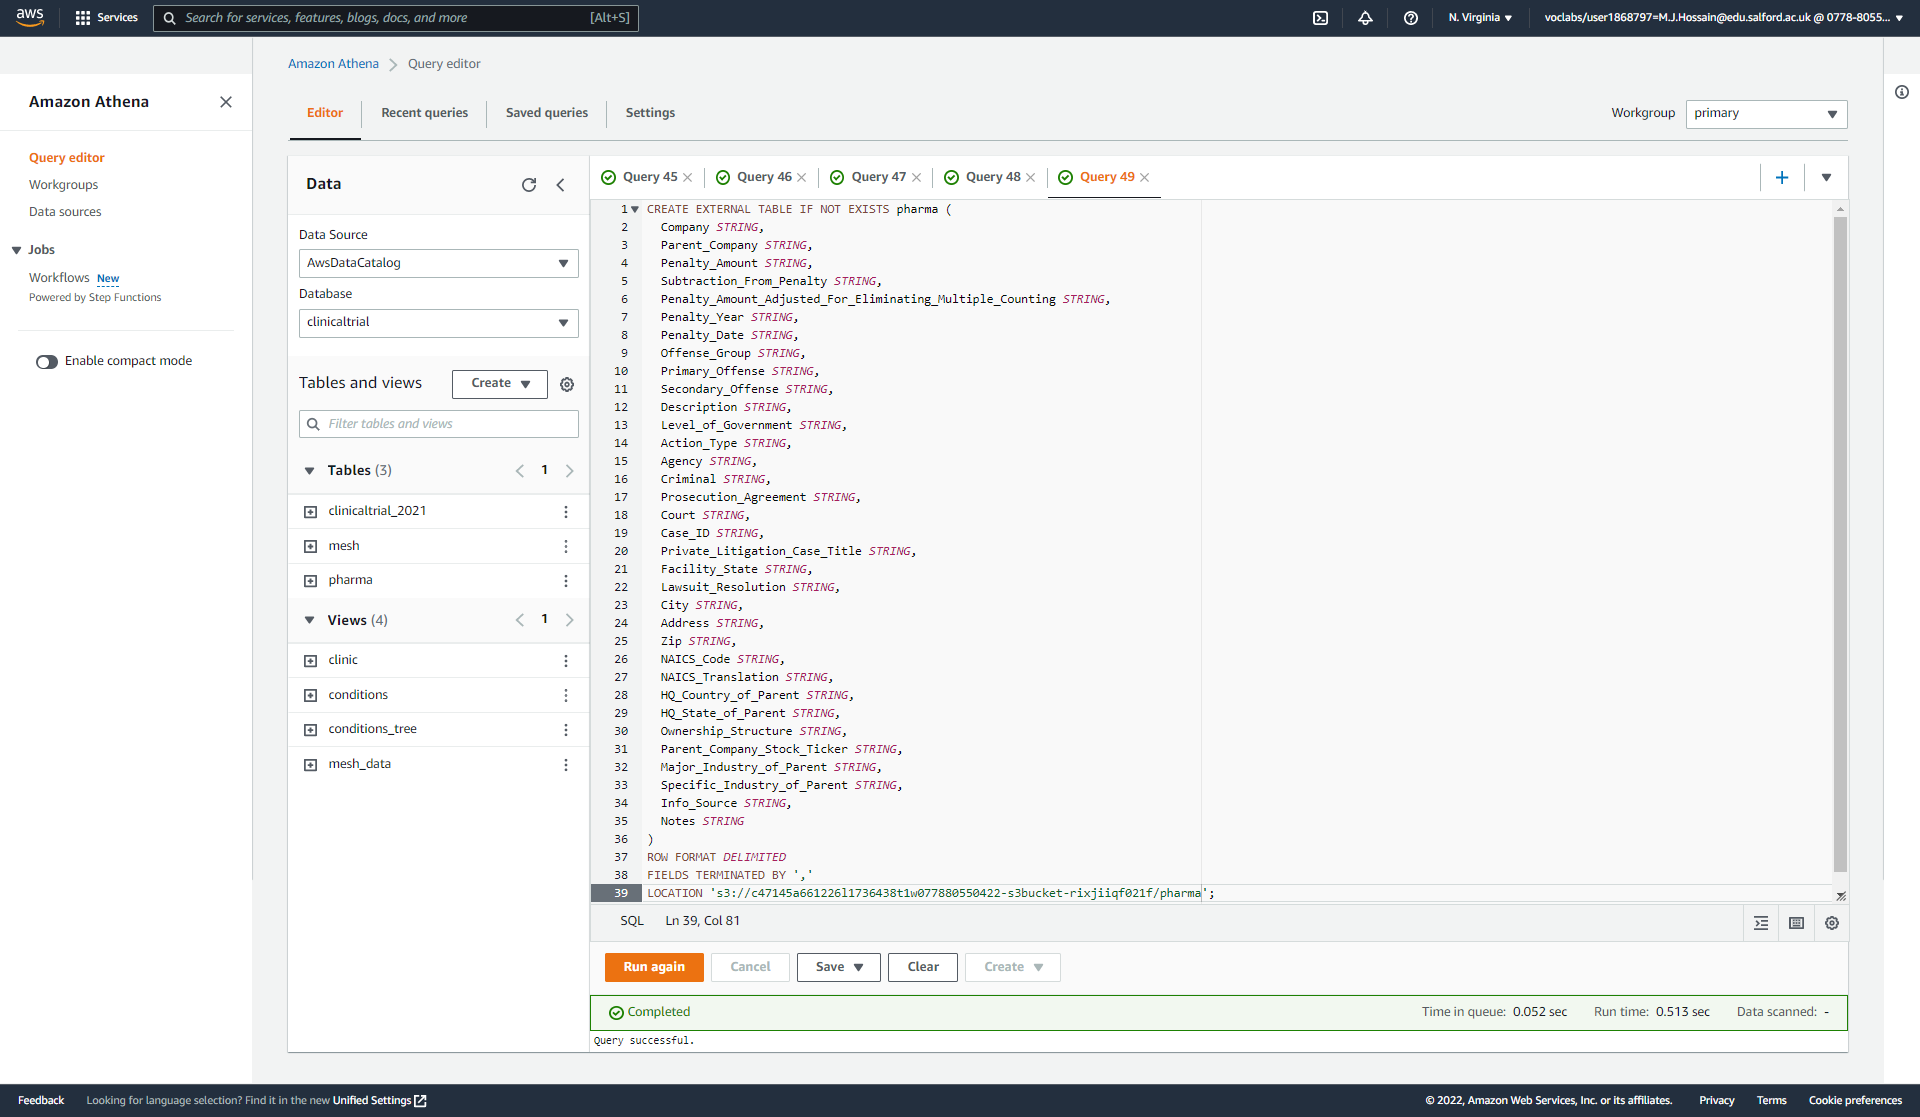 aws
Services
Search for services, features, blogs, docs, and more
[Alt+S]
N. Virginia
voclabs/user1868797=M.J.Hossain@edu.salford.ac.uk @ 0778-8055...
Amazon Athena
Query editor
Workgroups
Data sources
Jobs
Workflows New
Powered by Step Functions
Enable compact mode
Amazon Athena Query editor
Editor
Recent queries
Saved queries
Settings
Workgroup
primary
Data
Data Source
AwsDataCatalog
Database
clinicaltrial
Tables and views
Create
Filter tables and views
Tables (3)
1
clinicaltrial_2021
mesh
pharma
Views (4)
1
clinic
conditions
conditions_tree
mesh_data
Query 45
Query 46
Query 47
Query 48
Query 49
1 CREATE EXTERNAL TABLE IF NOT EXISTS pharma (
2 Company STRING,
3 Parent_Company STRING,
4 Penalty_Amount STRING,
5 Subtraction_From_Penalty STRING,
6 Penalty_Amount_Adjusted_For_Eliminating_Multiple_Counting STRING,
7 Penalty_Year STRING,
8 Penalty_Date STRING,
9 Offense_Group STRING,
10 Primary_Offense STRING,
11 Secondary_Offense STRING,
12 Description STRING,
13 Level_of_Government STRING,
14 Action_Type STRING,
15 Agency STRING,
16 Criminal STRING,
17 Prosecution_Agreement STRING,
18 Court STRING,
19 Case_ID STRING,
20 Private_Litigation_Case_Title STRING,
21 Facility_State STRING,
22 Lawsuit_Resolution STRING,
23 City STRING,
24 Address STRING,
25 Zip STRING,
26 NAICS_Code STRING,
27 NAICS_Translation STRING,
28 HQ_Country_of_Parent STRING,
29 HQ_State_of_Parent STRING,
30 Ownership_Structure STRING,
31 Parent_Company_Stock_Ticker STRING,
32 Major_Industry_of_Parent STRING,
33 Specific_Industry_of_Parent STRING,
34 Info_Source STRING,
35 Notes STRING
36 )
37 ROW FORMAT DELIMITED
38 FIELDS TERMINATED BY ','
39 LOCATION 's3://c47145a661226l1736438t1w077880550422-s3bucket-rixjiiqf021f/pharma';
SQL
Ln 39, Col 81
Run again
Cancel
Save
Clear
Create
Completed
Time in queue: 0.052 sec
Run time: 0.513 sec
Data scanned: -
Query successful.
Feedback
Looking for language selection? Find it in the new Unified Settings
© 2022, Amazon Web Services, Inc. or its affiliates.
Privacy
Terms
Cookie preferences